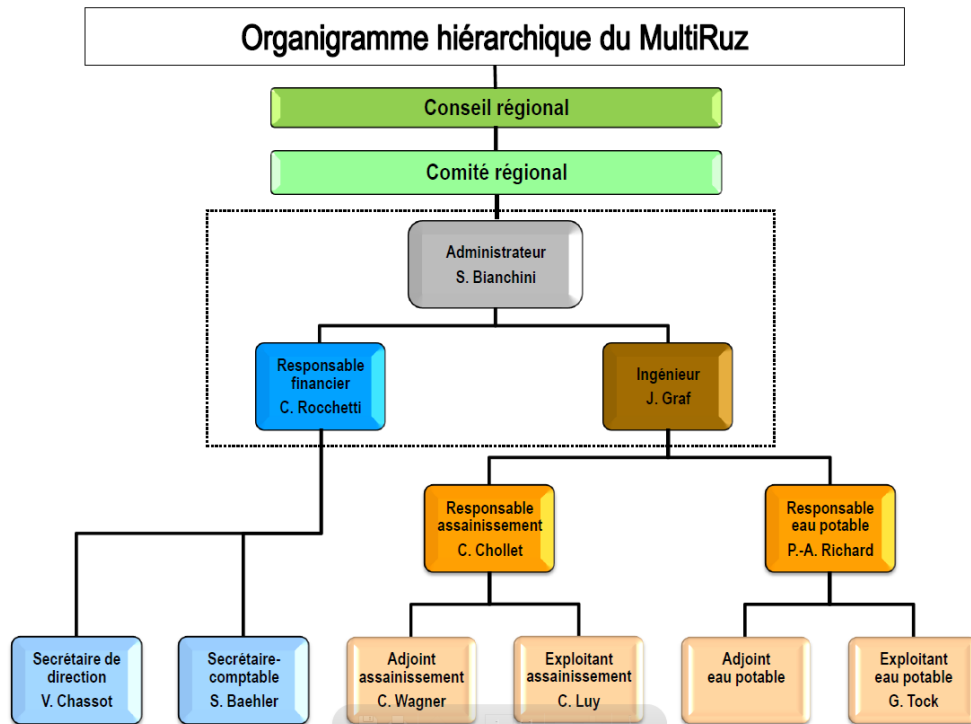 Organigramme hiérarchique du MultiRuz
Conseil régional
Comité régional
Administrateur
S. Bianchini
Responsable
financier
C. Rocchetti
Ingénieur
J. Graf
Responsable
assainissement
C. Chollet
Responsable
eau potable
P.-A. Richard
Secrétaire de
direction
V. Chassot
Secrétaire-
comptable
S. Baehler
Adjoint
assainissement
C. Wagner
Exploitant
assainissement
C. Luy
Adjoint
eau potable
Exploitant
eau potable
G. Tock